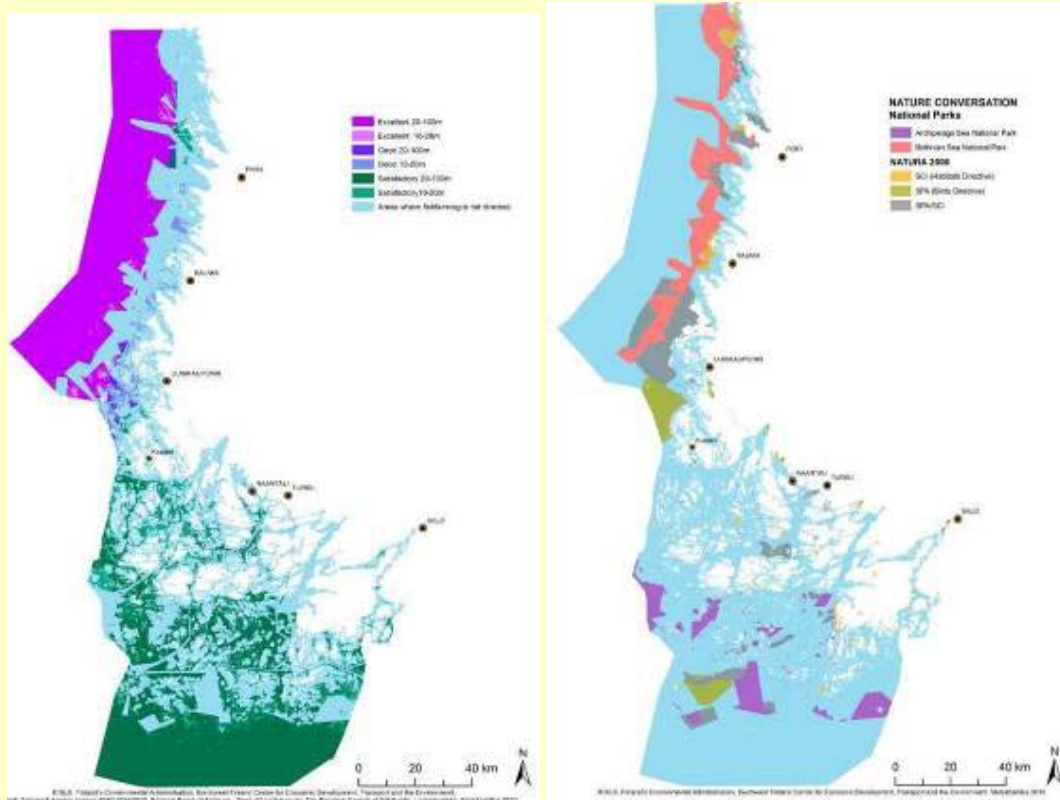 Excellent 20-100m
Excellent 10-20m
Good 20-100m
Good 10-20m
Satisfactory 20-100m
Satisfactory 10-20m
Areas where fishfarming is not directed
PORI
RAUMA
UUSIKAUPUNKI
Kustavi
NAANTALI
TURKU
SALO
0 20 40 km
N
NATURE CONVERSATION
National Parks
Archipelago Sea National Park
Bothnian Sea National Park
NATURA 2000
SCI (Habitats Directive)
SPA (Birds Directive)
SPA/SCI
PORI
RAUMA
UUSIKAUPUNKI
Kustavi
NAANTALI
TURKU
SALO
0 20 40 km
N